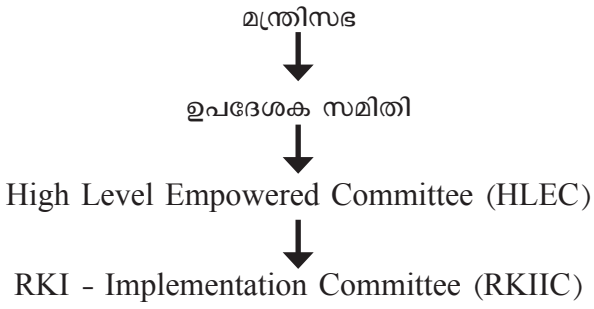 മന്ത്രിസഭ
ഉപദേശക സമിതി
High Level Empowered Committee (HLEC)
RKI - Implementation Committee (RKIIC)